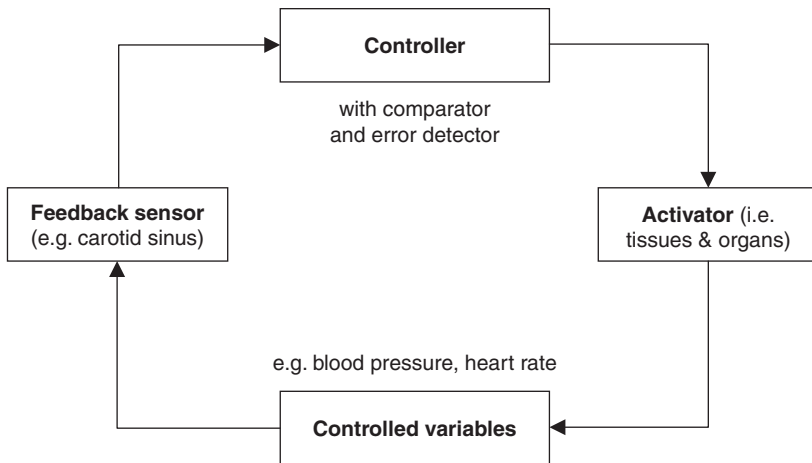 Controller
with comparator
and error detector
Feedback sensor
(e.g. carotid sinus)
Activator (i.e.
tissues & organs)
e.g. blood pressure, heart rate
Controlled variables